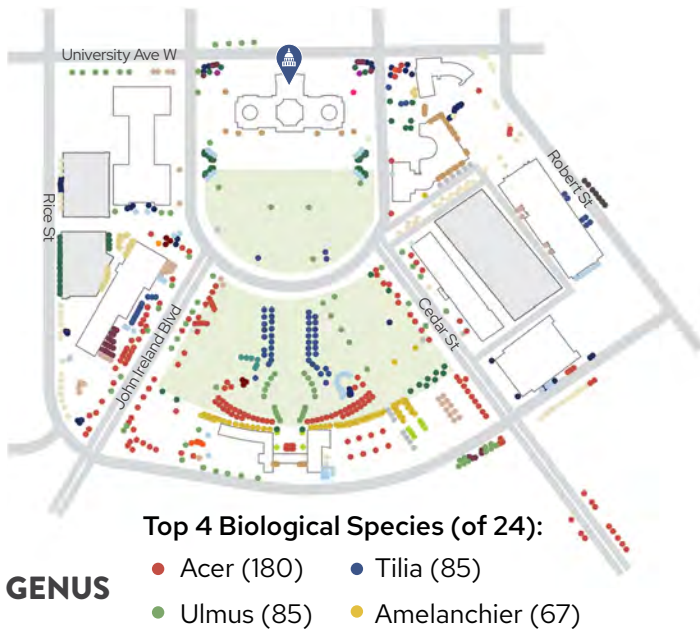 University Ave W
Rice St
Robert St
John Ireland Blvd
Cedar St
Top 4 Biological Species (of 24):
GENUS
Acer (180)
Tilia (85)
Ulmus (85)
Amelanchier (67)